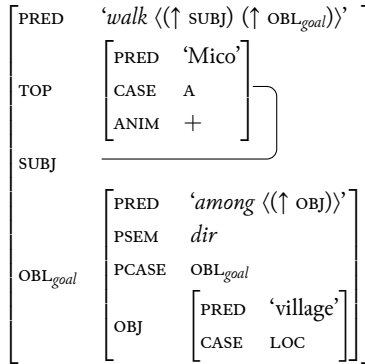 PRED ‘walk ⟨(↑ SUBJ) (↑ OBLgoal)⟩’
TOP
PRED ‘Mico’
CASE A
ANIM +
SUBJ
OBLgoal
PRED ‘among ⟨(↑ OBJ)⟩’
PSEM dir
PCASE OBLgoal
OBJ
PRED ‘village’
CASE LOC